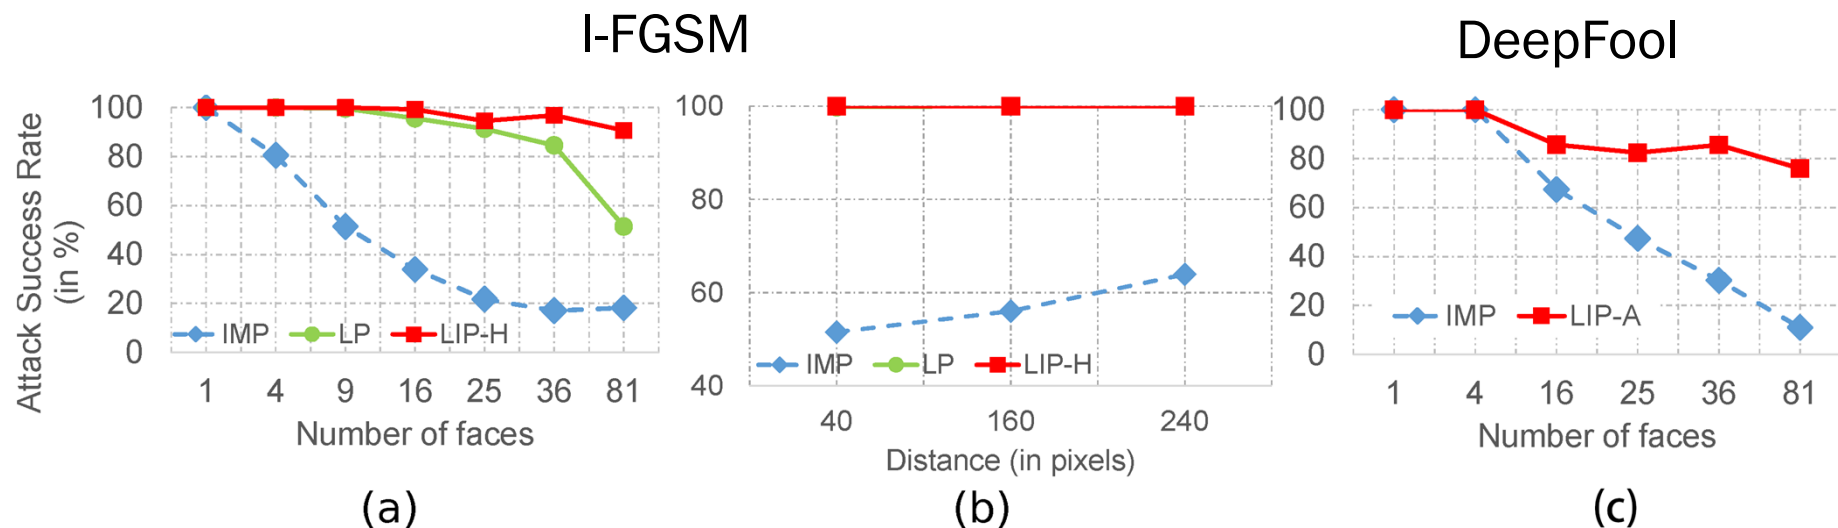 I-FGSM
DeepFool
Attack Success Rate
(in %)
100
80
60
40
20
0
IMP LP LIP-H
1 4 9 16 25 36 81
Number of faces
(a)
100
80
60
40
IMP LP LIP-H
40 160 240
Distance (in pixels)
(b)
100
80
60
40
20
0
IMP LIP-A
1 4 16 25 36 81
Number of faces
(c)